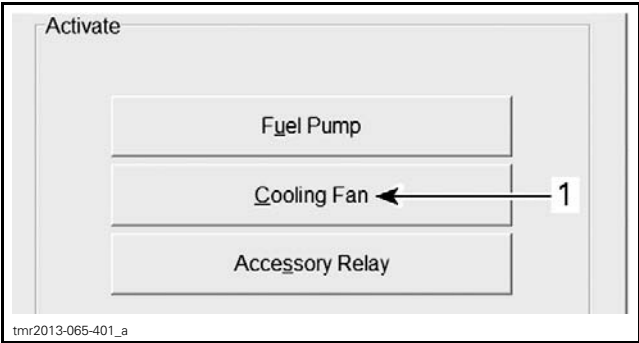 Activate
Fuel Pump
Cooling Fan 1
Accessory Relay
tmr2013-065-401_a